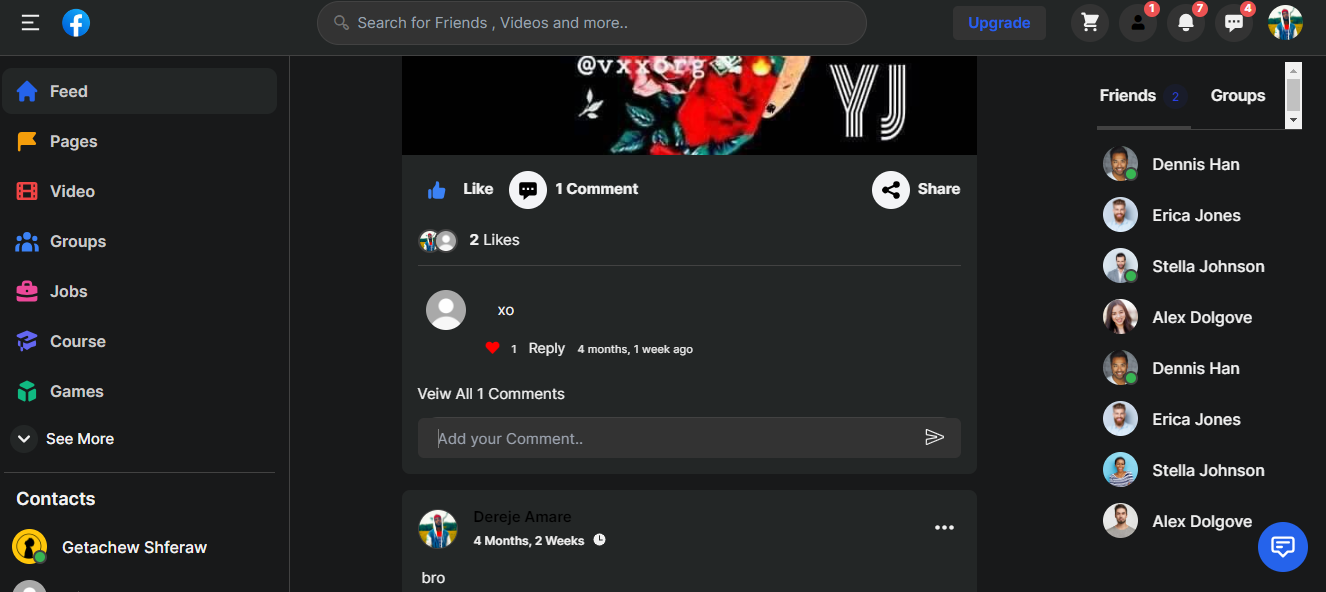 Search for Friends , Videos and more..
Upgrade
1
7
4
Feed
Pages
Video
Groups
Jobs
Course
Games
See More
Contacts
Getachew Shferaw
@vxxorg
YJ
Like
1 Comment
Share
2 Likes
xo
1 Reply 4 months, 1 week ago
Veiw All 1 Comments
Add your Comment..
Dereje Amare
4 Months, 2 Weeks
bro
Friends 2 Groups
Dennis Han
Erica Jones
Stella Johnson
Alex Dolgove
Dennis Han
Erica Jones
Stella Johnson
Alex Dolgove